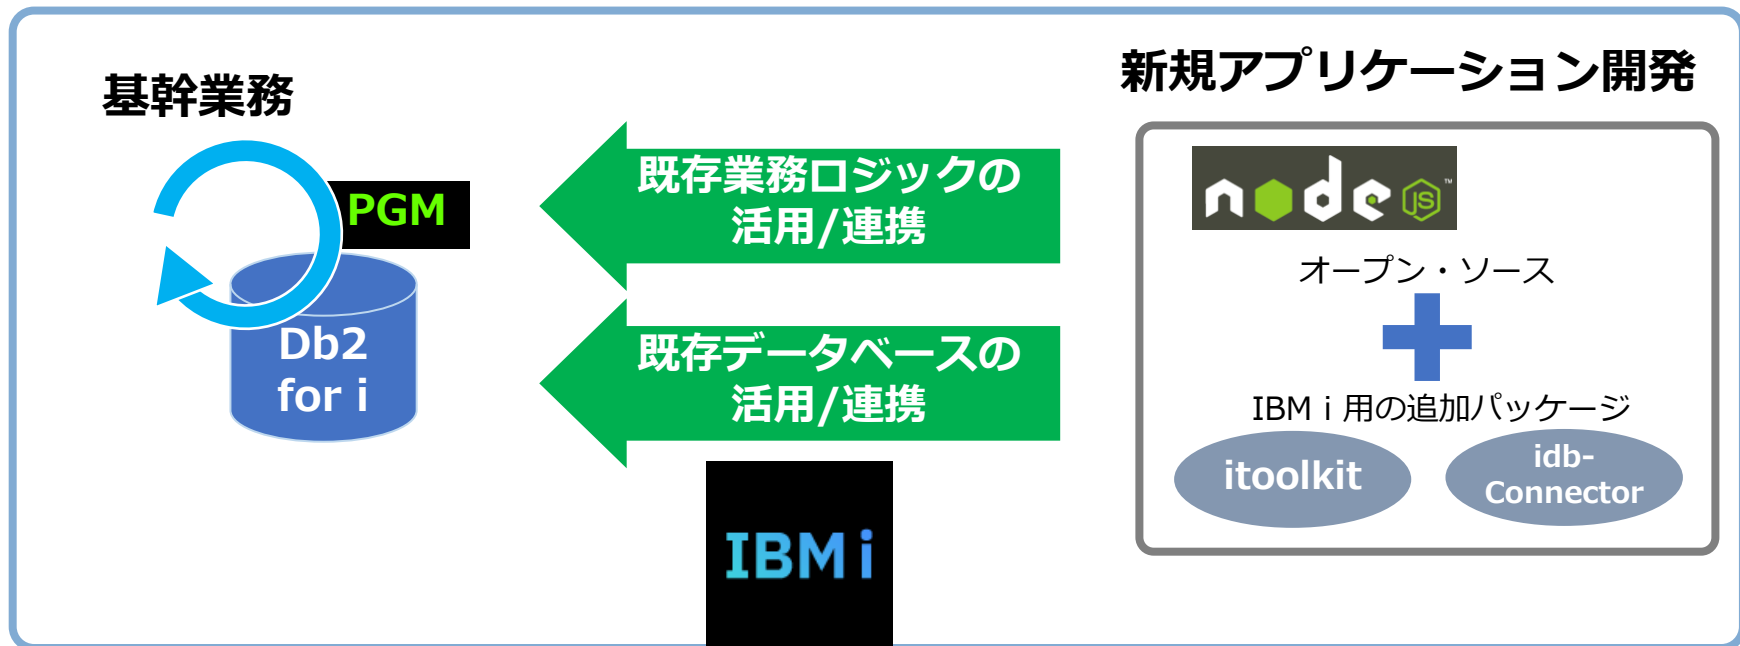 基幹業務
PGM
Db2
for i
既存業務ロジックの
活用/連携
既存データベースの
活用/連携
IBM i
新規アプリケーション開発
node
JS
™
オープン・ソース
IBM i 用の追加パッケージ
itoolkit
idb-
Connector